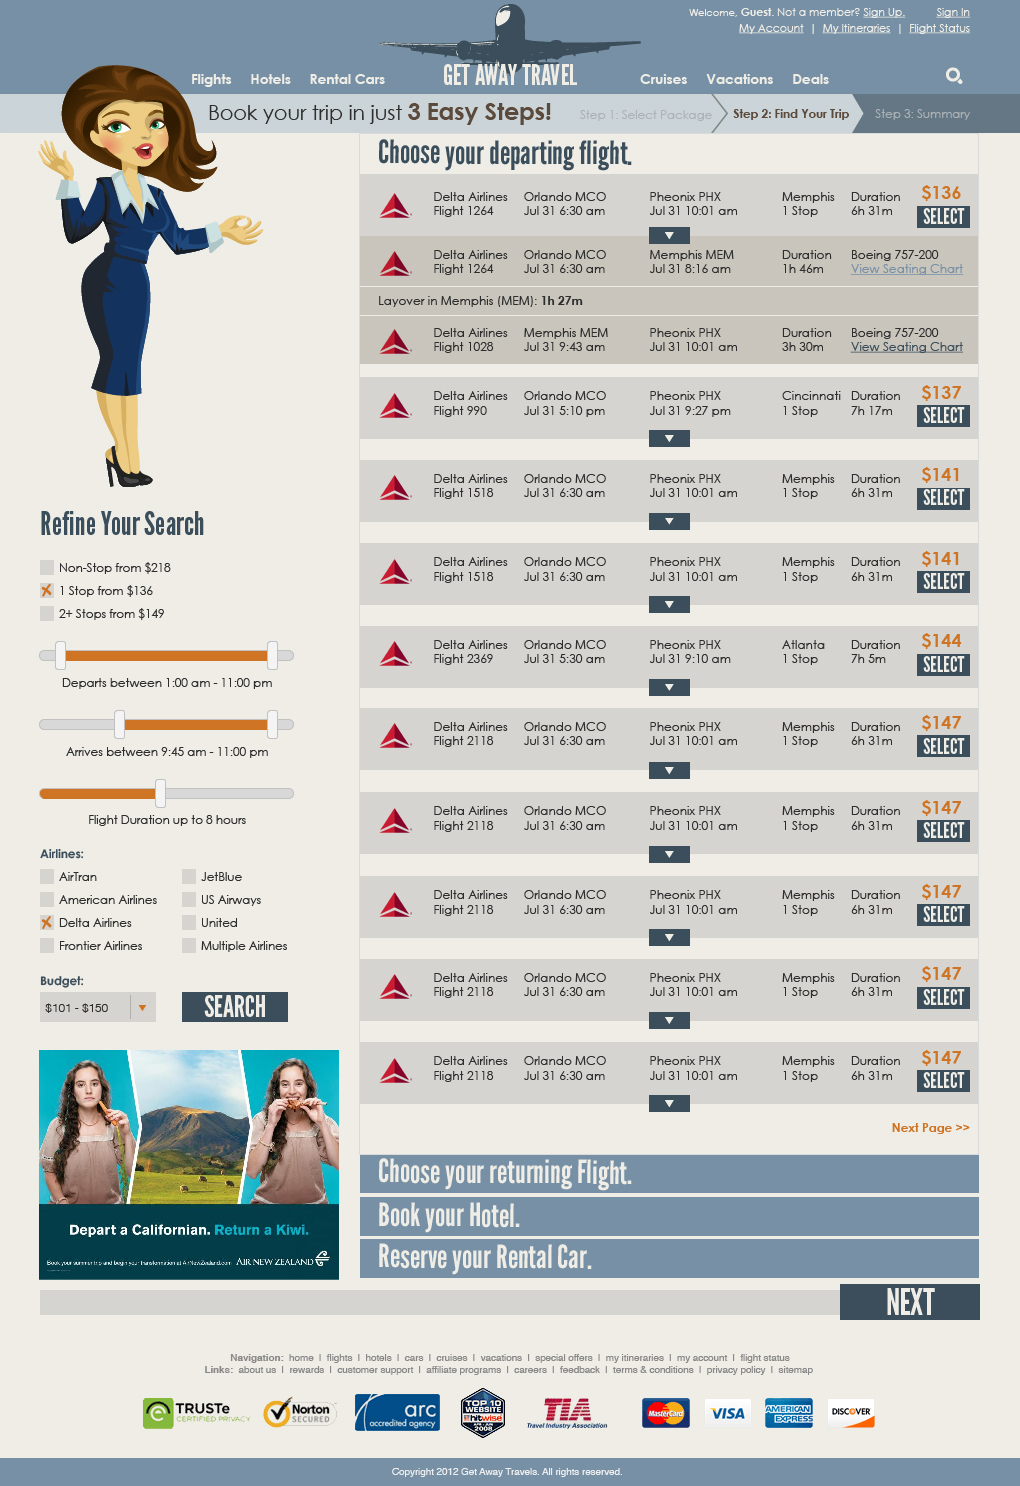 Welcome, Guest. Not a member? Sign Up. Sign In
My Account | My Itineraries | Flight Status
Flights Hotels Rental Cars GET AWAY TRAVEL Cruises Vacations Deals
Book your trip in just 3 Easy Steps! Step 1: Select Package Step 2: Find Your Trip Step 3: Summary
Choose your departing flight.
Delta Airlines Orlando MCO Pheonix PHX Memphis Duration $136
Flight 1264 Jul 31 6:30 am Jul 31 10:01 am 1 Stop 6h 31m SELECT
Delta Airlines Orlando MCO Memphis MEM Duration Boeing 757-200
Flight 1264 Jul 31 6:30 am Jul 31 8:16 am 1h 46m View Seating Chart
Layover in Memphis (MEM): 1h 27m
Delta Airlines Memphis MEM Pheonix PHX Duration Boeing 757-200
Flight 1028 Jul 31 9:43 am Jul 31 10:01 am 3h 30m View Seating Chart
Delta Airlines Orlando MCO Pheonix PHX Cincinnati Duration $137
Flight 990 Jul 31 5:10 pm Jul 31 9:27 pm 1 Stop 7h 17m SELECT
Delta Airlines Orlando MCO Pheonix PHX Memphis Duration $141
Flight 1518 Jul 31 6:30 am Jul 31 10:01 am 1 Stop 6h 31m SELECT
Delta Airlines Orlando MCO Pheonix PHX Memphis Duration $141
Flight 1518 Jul 31 6:30 am Jul 31 10:01 am 1 Stop 6h 31m SELECT
Delta Airlines Orlando MCO Pheonix PHX Atlanta Duration $144
Flight 2369 Jul 31 5:30 am Jul 31 9:10 am 1 Stop 7h 5m SELECT
Delta Airlines Orlando MCO Pheonix PHX Memphis Duration $147
Flight 2118 Jul 31 6:30 am Jul 31 10:01 am 1 Stop 6h 31m SELECT
Delta Airlines Orlando MCO Pheonix PHX Memphis Duration $147
Flight 2118 Jul 31 6:30 am Jul 31 10:01 am 1 Stop 6h 31m SELECT
Delta Airlines Orlando MCO Pheonix PHX Memphis Duration $147
Flight 2118 Jul 31 6:30 am Jul 31 10:01 am 1 Stop 6h 31m SELECT
Delta Airlines Orlando MCO Pheonix PHX Memphis Duration $147
Flight 2118 Jul 31 6:30 am Jul 31 10:01 am 1 Stop 6h 31m SELECT
Delta Airlines Orlando MCO Pheonix PHX Memphis Duration $147
Flight 2118 Jul 31 6:30 am Jul 31 10:01 am 1 Stop 6h 31m SELECT
Next Page >>
Choose your returning Flight.
Book your Hotel.
Reserve your Rental Car.
Refine Your Search
Non-Stop from $218
1 Stop from $136
2+ Stops from $149
Departs between 1:00 am - 11:00 pm
Arrives between 9:45 am - 11:00 pm
Flight Duration up to 8 hours
Airlines:
AirTran JetBlue
American Airlines US Airways
Delta Airlines United
Frontier Airlines Multiple Airlines
Budget:
$101 - $150 SEARCH
Depart a Californian. Return a Kiwi.
Book your summer trip and begin your transformation at AirNewZealand.com AIR NEW ZEALAND
NEXT
Navigation: home | flights | hotels | cars | cruises | vacations | special offers | my itineraries | my account | flight status
Links: about us | rewards | customer support | affiliate programs | careers | feedback | terms & conditions | privacy policy | sitemap
TRUSTe
CERTIFIED PRIVACY
Norton
SECURED
arc
accredited agency
TOP 10
WEBSITE
hitwise
JAN - JUN
2008
TIA
Travel Industry Association
MasterCard
VISA
AMERICAN
EXPRESS
DISCOVER
Copyright 2012 Get Away Travels. All rights reserved.